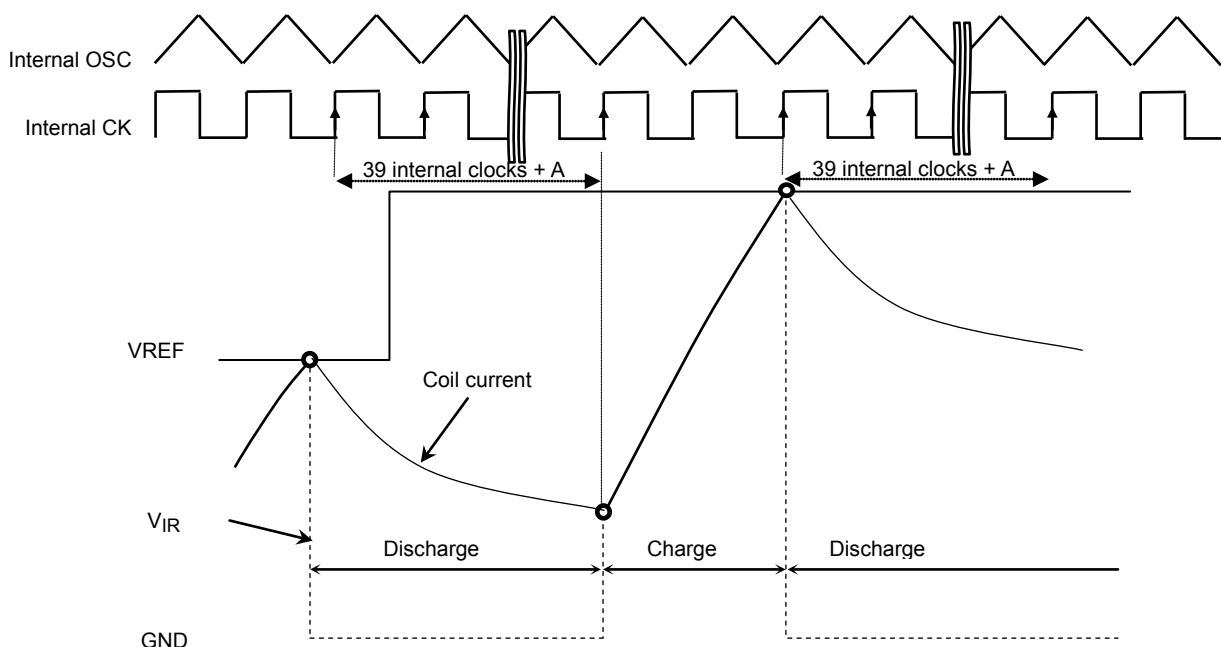 Internal OSC
Internal CK
39 internal clocks + A
39 internal clocks + A
VREF
Coil current
VIR
Discharge
Charge
Discharge
GND